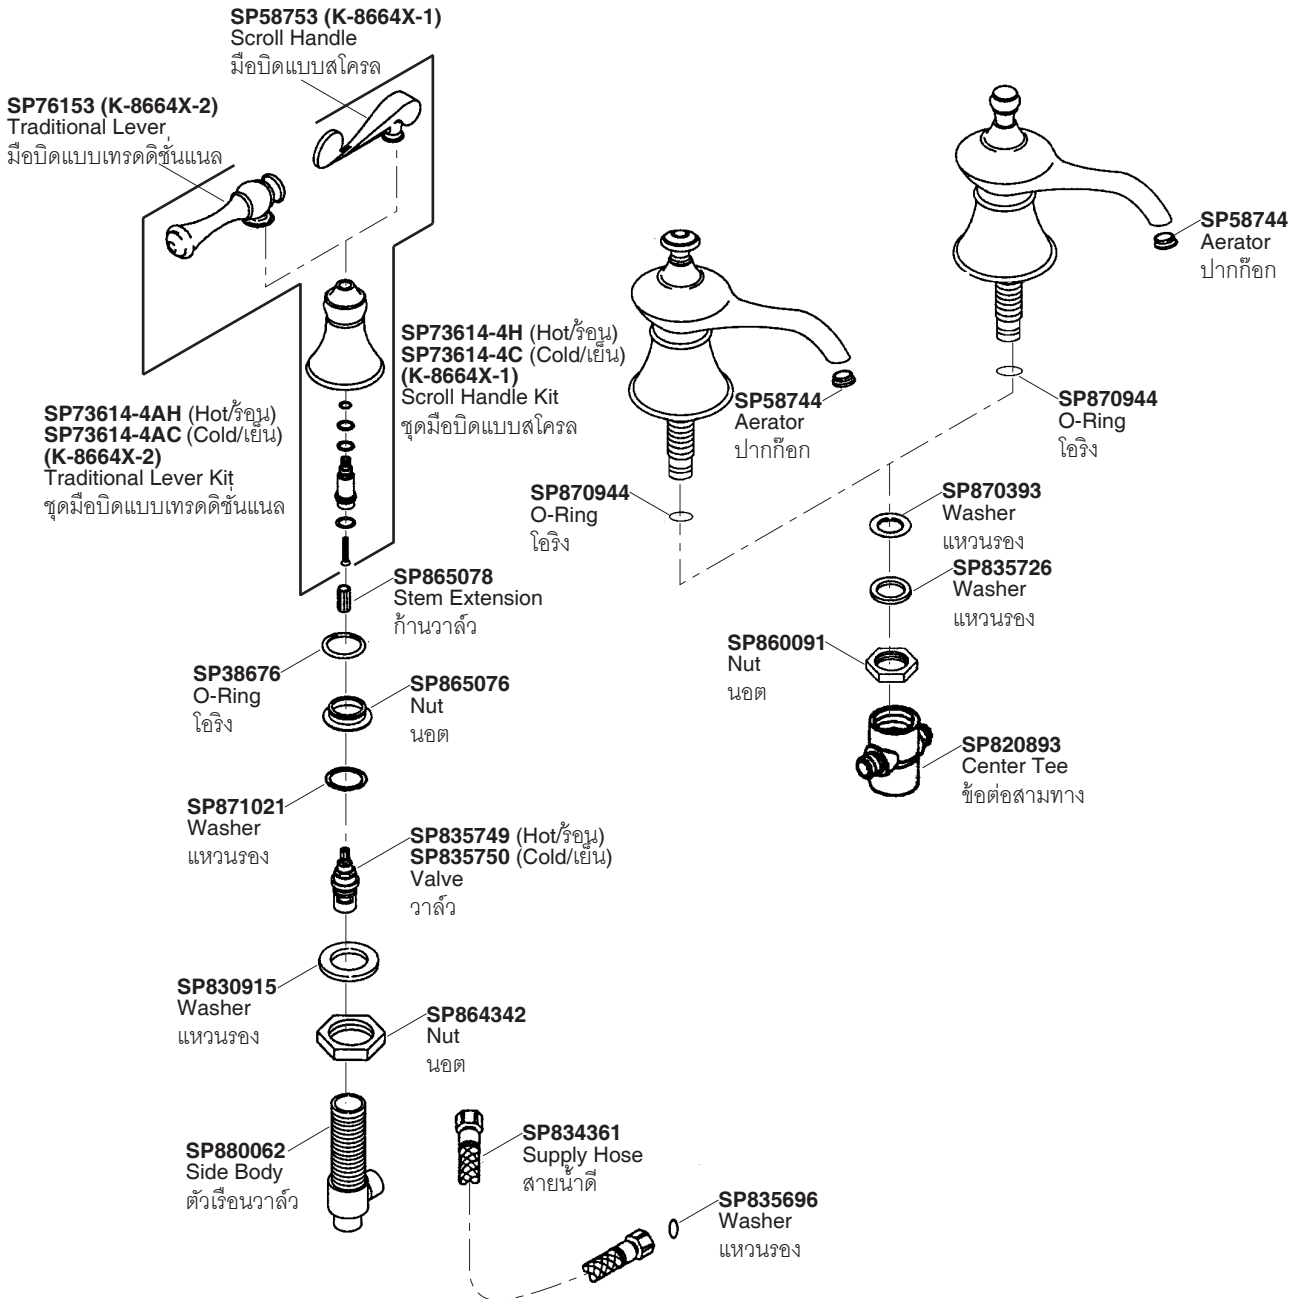 SP58753 (K-8664X-1)
Scroll Handle
มือบิดแบบสโครล
SP76153 (K-8664X-2)
Traditional Lever
มือบิดแบบเทรดดิชั่นแนล
SP58744
Aerator
ปากก๊อก
SP73614-4H (Hot/ร้อน)
SP73614-4C (Cold/เย็น)
(K-8664X-1)
Scroll Handle Kit
ชุดมือบิดแบบสโครล
SP73614-4AH (Hot/ร้อน)
SP73614-4AC (Cold/เย็น)
(K-8664X-2)
Traditional Lever Kit
ชุดมือบิดแบบเทรดดิชั่นแนล
SP58744
Aerator
ปากก๊อก
SP870944
O-Ring
โอริง
SP870944
O-Ring
โอริง
SP870393
Washer
แหวนรอง
SP835726
Washer
แหวนรอง
SP865078
Stem Extension
ก้านวาล์ว
SP860091
Nut
นอต
SP38676
O-Ring
โอริง
SP865076
Nut
นอต
SP820893
Center Tee
ข้อต่อสามทาง
SP871021
Washer
แหวนรอง
SP835749 (Hot/ร้อน)
SP835750 (Cold/เย็น)
Valve
วาล์ว
SP830915
Washer
แหวนรอง
SP864342
Nut
นอต
SP880062
Side Body
ตัวเรือนวาล์ว
SP834361
Supply Hose
สายน้ำดี
SP835696
Washer
แหวนรอง